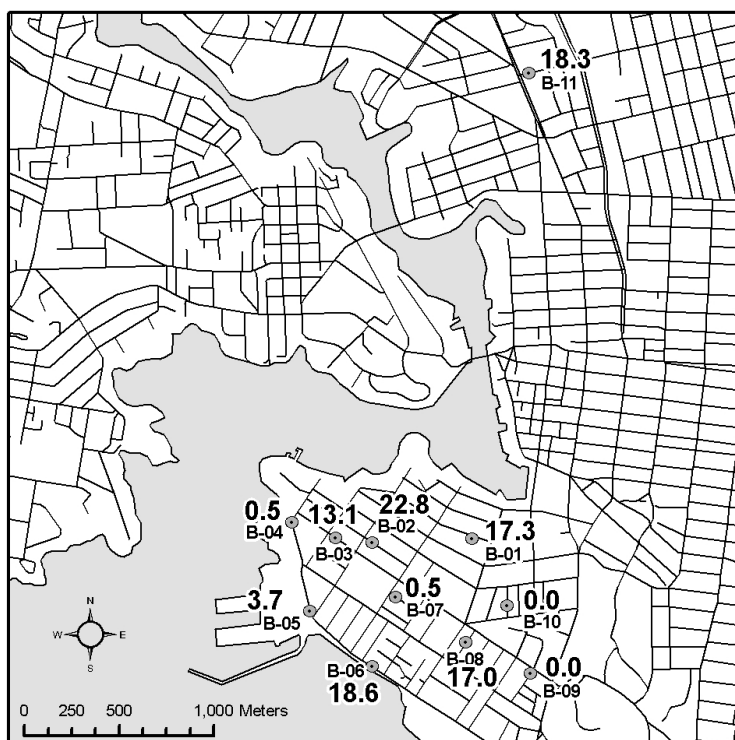 18.3
B-11
22.8
B-02
0.5
B-04
13.1
B-03
17.3
B-01
3.7
B-05
0.5
B-07
0.0
B-10
B-06
18.6
B-08
17.0
0.0
B-09
N
W E
S
0 250 500 1,000 Meters